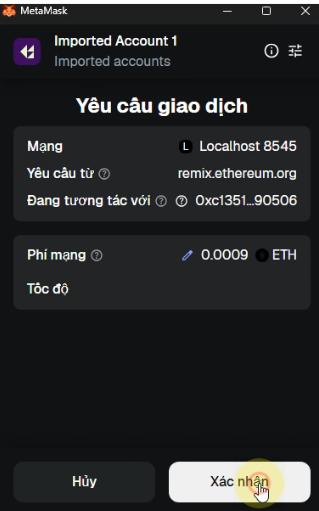 MetaMask
Imported Account 1
Imported accounts
Yêu cầu giao dịch
Mạng L Localhost 8545
Yêu cầu từ remix.ethereum.org
Đang tương tác với 0xc1351...90506
Phí mạng 0.0009 ETH
Tốc độ
Hủy Xác nhận